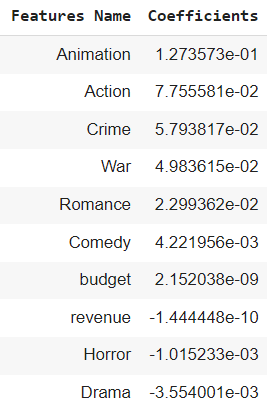 Features Name Coefficients
Animation 1.273573e-01
Action 7.755581e-02
Crime 5.793817e-02
War 4.983615e-02
Romance 2.299362e-02
Comedy 4.221956e-03
budget 2.152038e-09
revenue -1.444448e-10
Horror -1.015233e-03
Drama -3.554001e-03